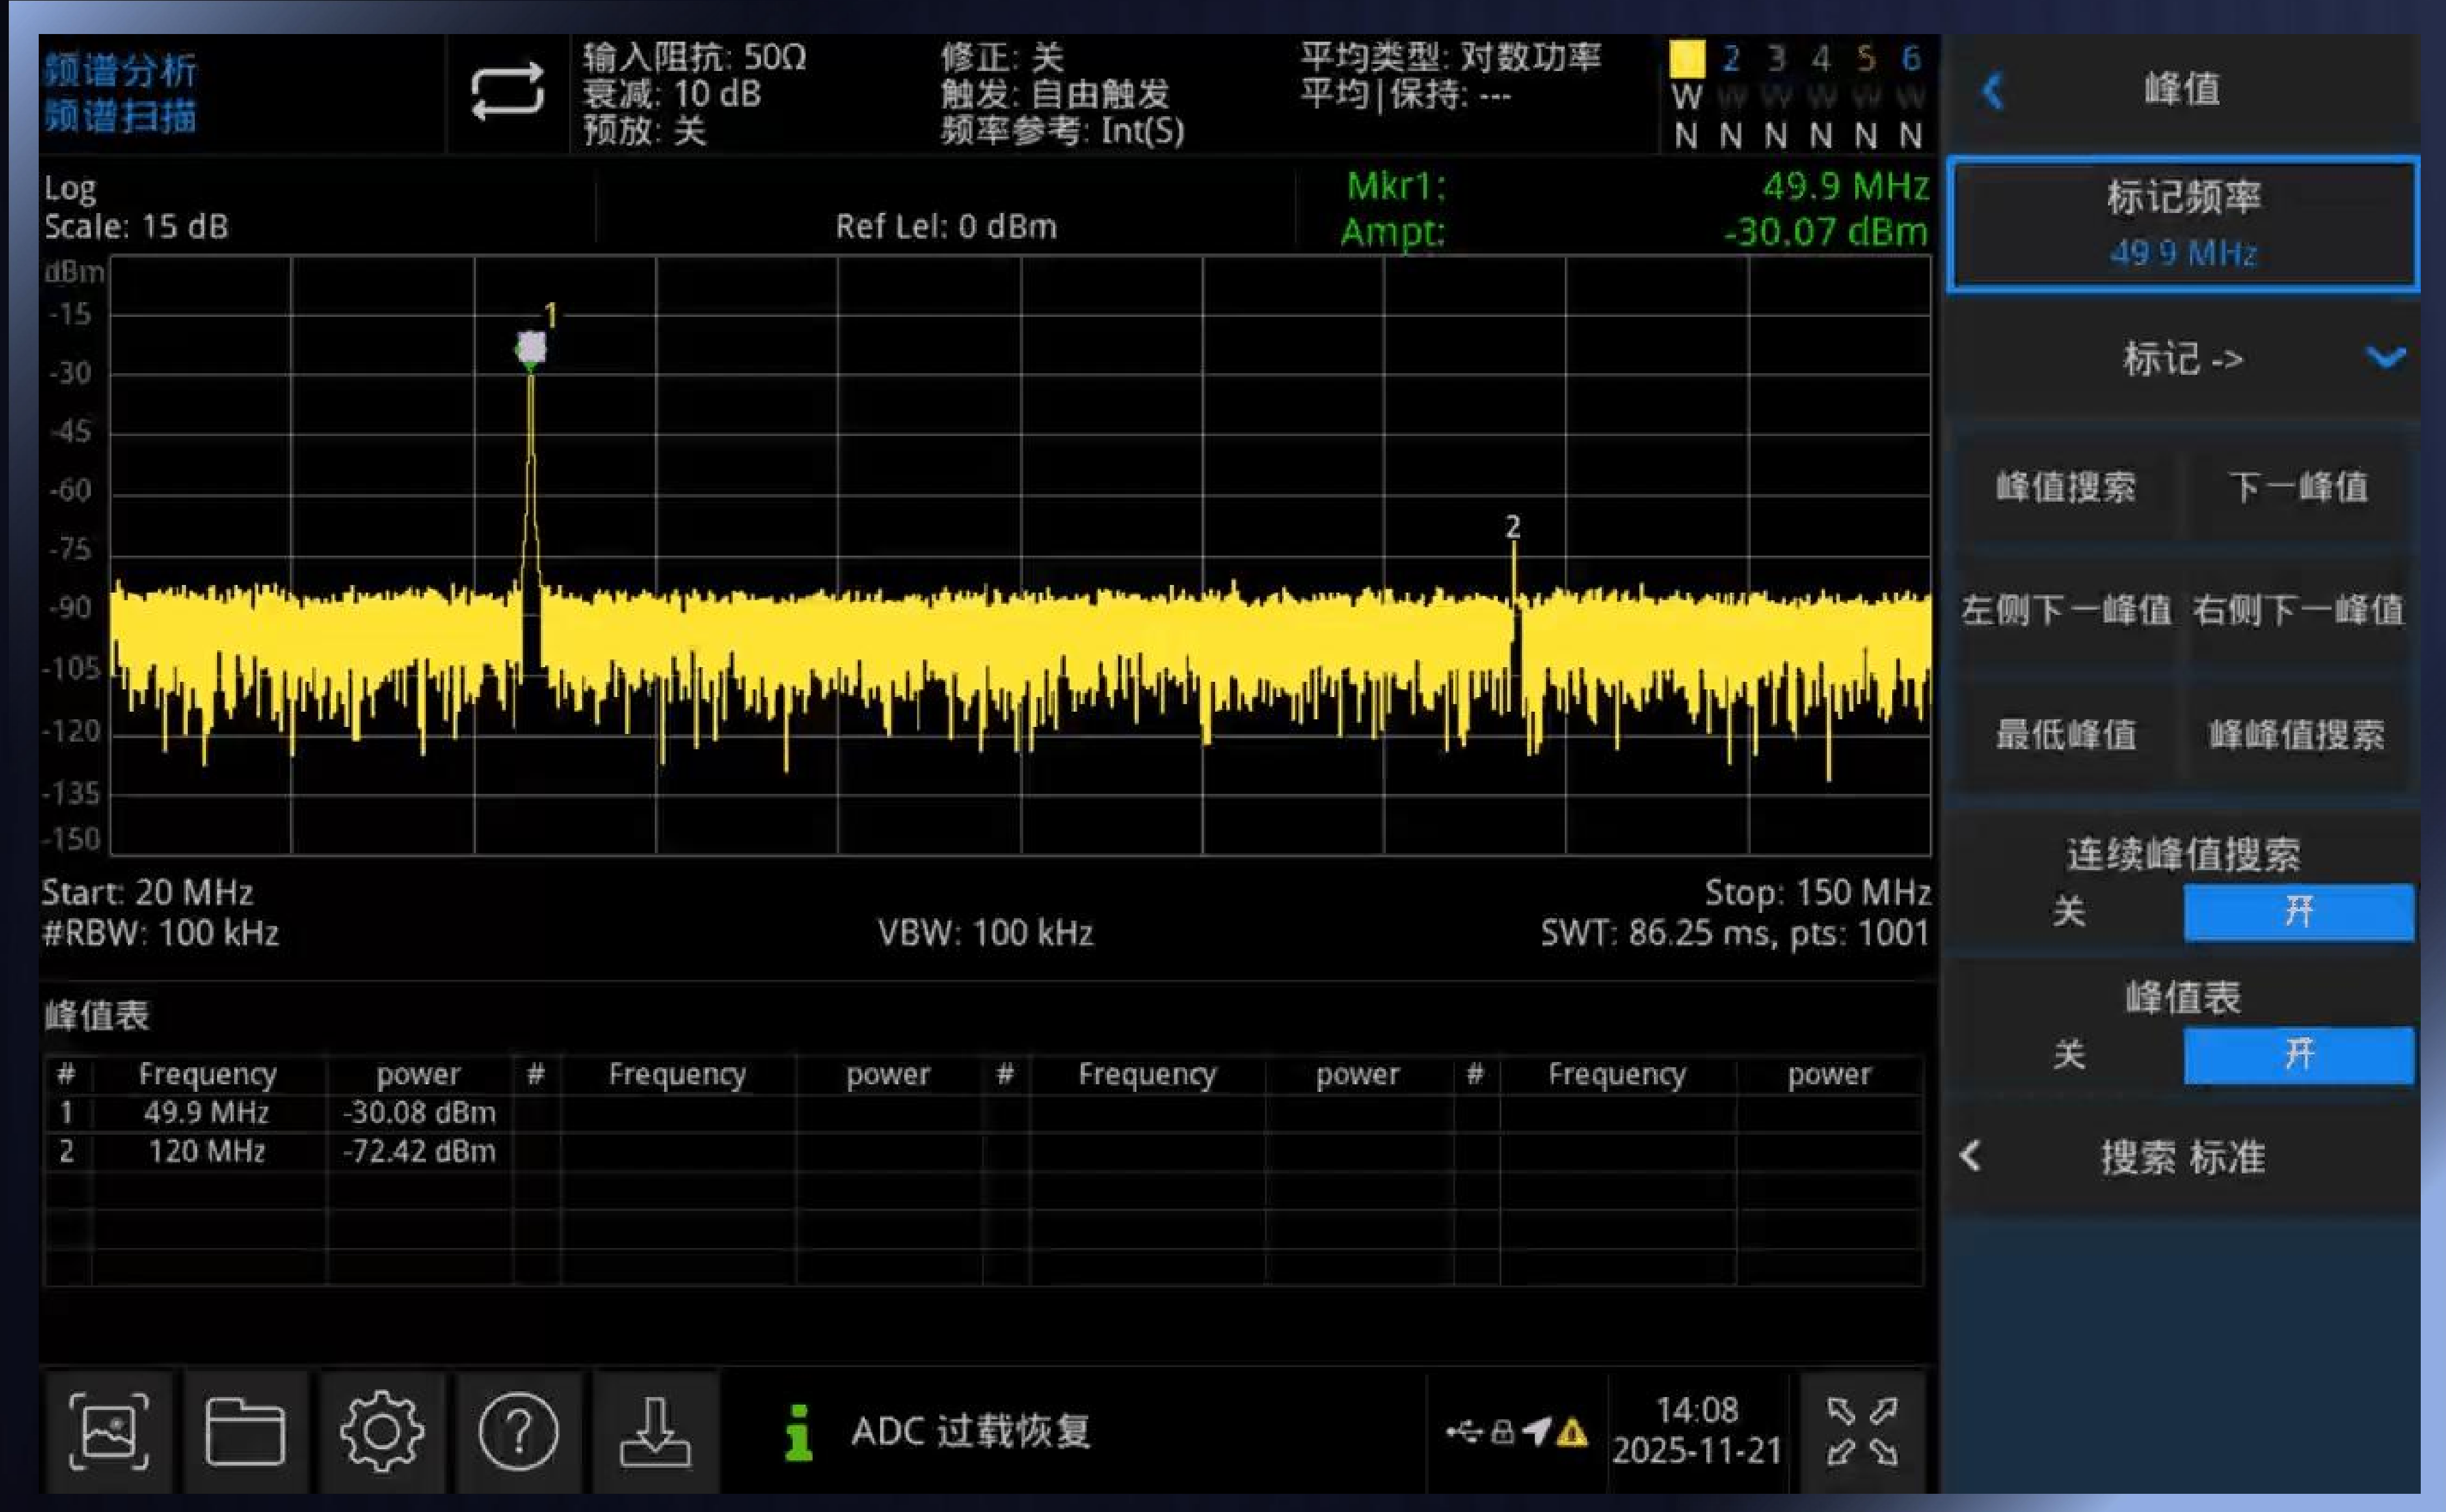 频谱分析
频谱扫描
输入阻抗: 50Ω
衰减: 10 dB
预放: 关
修正: 关
触发: 自由触发
频率参考: Int(S)
平均类型: 对数功率
平均|保持: ---
2 3 4 5 6
W W W W W W
N N N N N N
Log
Scale: 15 dB
Ref Lel: 0 dBm
Mkr1: 49.9 MHz
Ampt: -30.07 dBm
dBm
-15
-30
-45
-60
-75
-90
-105
-120
-135
-150
1
2
Start: 20 MHz
Stop: 150 MHz
#RBW: 100 kHz
VBW: 100 kHz
SWT: 86.25 ms, pts: 1001
峰值表
# Frequency power # Frequency power # Frequency power # Frequency power
1 49.9 MHz -30.08 dBm
2 120 MHz -72.42 dBm
ADC 过载恢复
14:08
2025-11-21
峰值
标记频率
49.9 MHz
标记 ->
峰值搜索 下一峰值
左侧下一峰值 右侧下一峰值
最低峰值 峰峰值搜索
连续峰值搜索
关 开
峰值表
关 开
搜索 标准